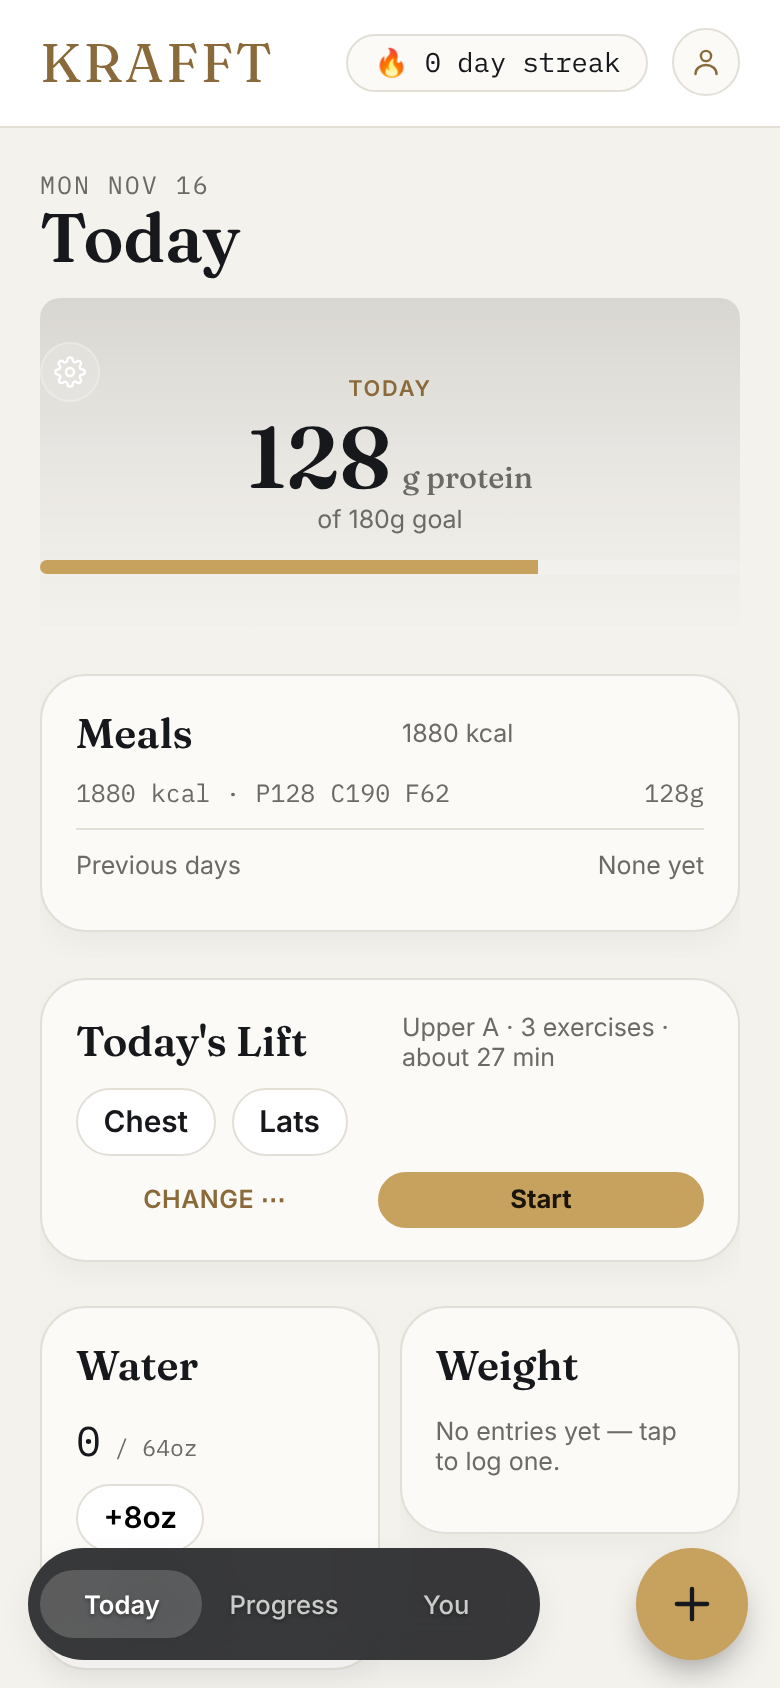 KRAFFT
🔥 0 day streak
MON NOV 16
Today
TODAY
128 g protein
of 180g goal
Meals
1880 kcal
1880 kcal · P128 C190 F62
128g
Previous days
None yet
Today's Lift
Upper A · 3 exercises ·
about 27 min
Chest
Lats
CHANGE ···
Start
Water
0 / 64oz
+8oz
Weight
No entries yet — tap
to log one.
Today
Progress
You